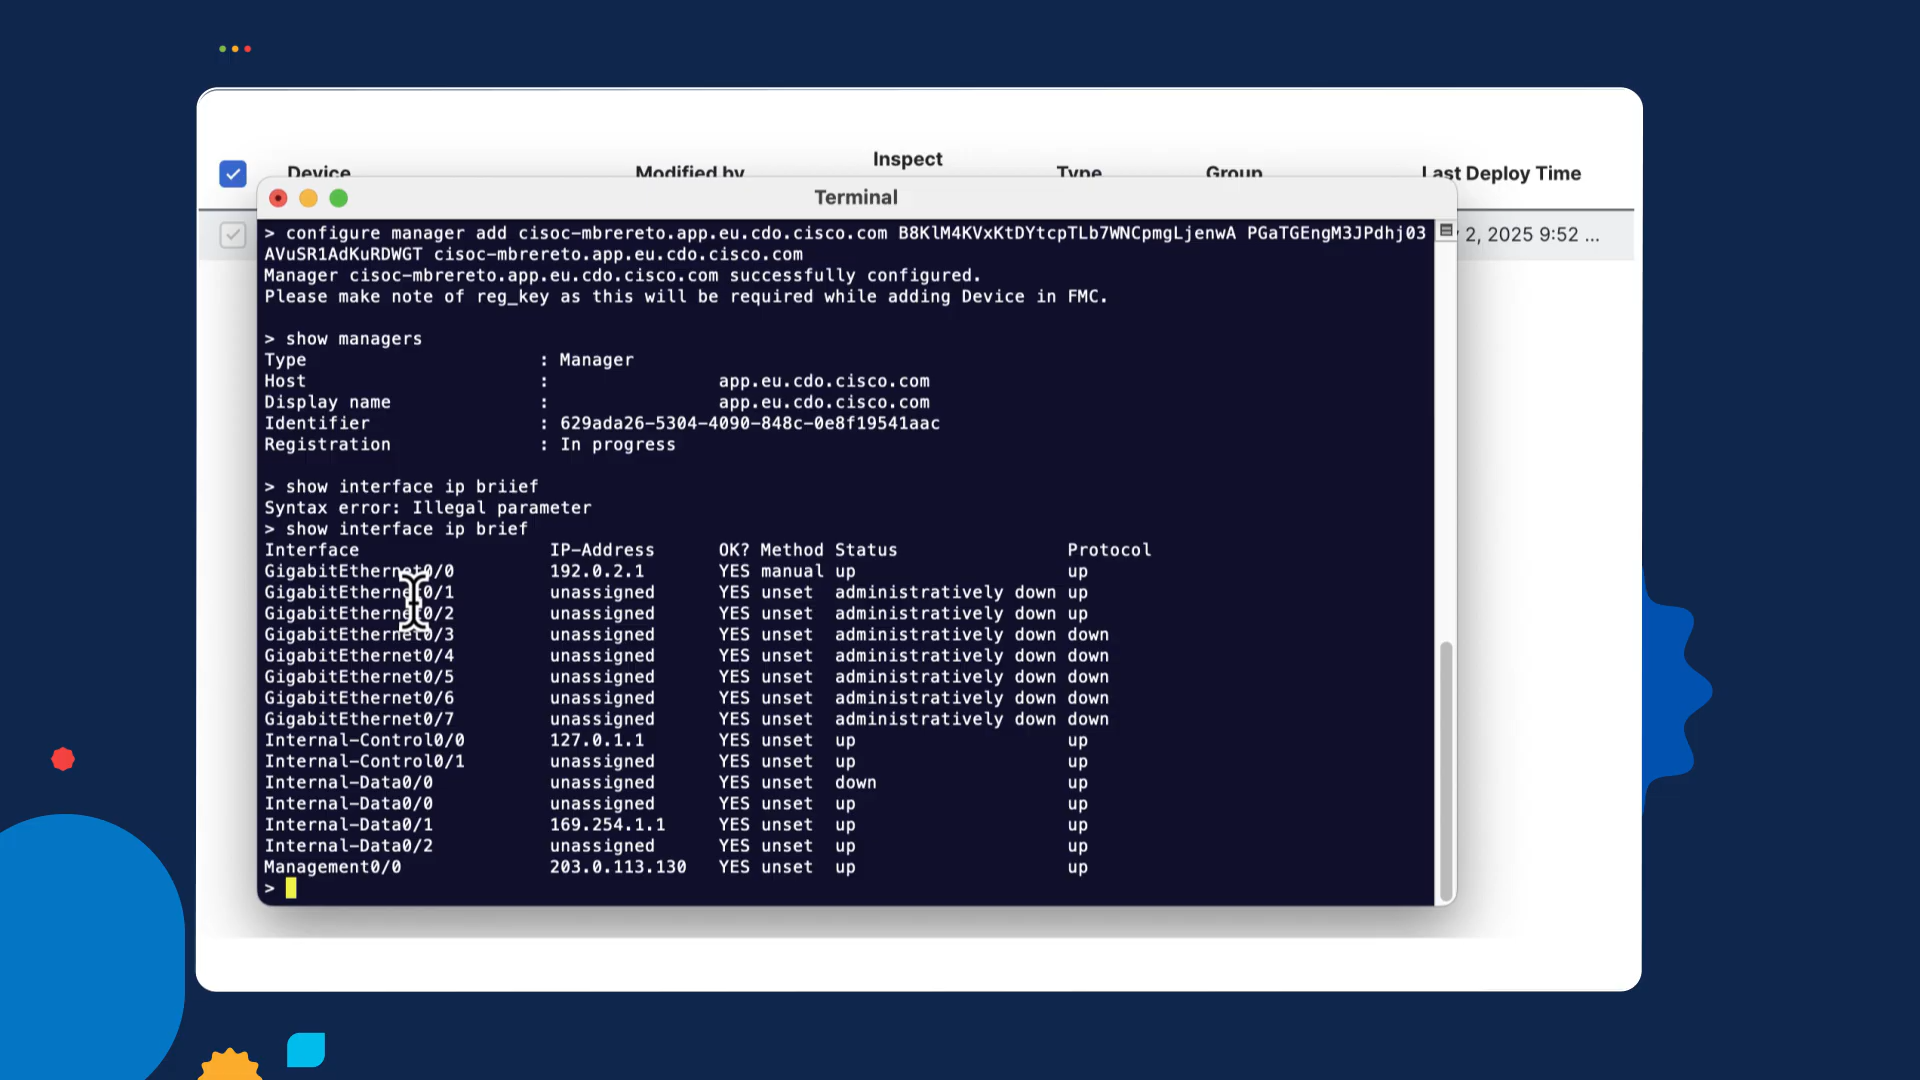 Inspect
Device Modified by Type Group Last Deploy Time
2, 2025 9:52 ...
Terminal
> configure manager add cisoc-mbrereto.app.eu.cdo.cisco.com B8KlM4KVxKtDYtcpTLb7WNCpmgLjenwA PGaTGEngM3JPdhj03
AVuSR1AdKuRDWGT cisoc-mbrereto.app.eu.cdo.cisco.com
Manager cisoc-mbrereto.app.eu.cdo.cisco.com successfully configured.
Please make note of reg_key as this will be required while adding Device in FMC.
> show managers
Type : Manager
Host : app.eu.cdo.cisco.com
Display name : app.eu.cdo.cisco.com
Identifier : 629ada26-5304-4090-848c-0e8f19541aac
Registration : In progress
> show interface ip briief
Syntax error: Illegal parameter
> show interface ip brief
Interface IP-Address OK? Method Status Protocol
GigabitEthernet0/0 192.0.2.1 YES manual up up
GigabitEthernet0/1 unassigned YES unset administratively down up
GigabitEthernet0/2 unassigned YES unset administratively down up
GigabitEthernet0/3 unassigned YES unset administratively down down
GigabitEthernet0/4 unassigned YES unset administratively down down
GigabitEthernet0/5 unassigned YES unset administratively down down
GigabitEthernet0/6 unassigned YES unset administratively down down
GigabitEthernet0/7 unassigned YES unset administratively down down
Internal-Control0/0 127.0.1.1 YES unset up up
Internal-Control0/1 unassigned YES unset up up
Internal-Data0/0 unassigned YES unset down up
Internal-Data0/0 unassigned YES unset up up
Internal-Data0/1 169.254.1.1 YES unset up up
Internal-Data0/2 unassigned YES unset up up
Management0/0 203.0.113.130 YES unset up up
>